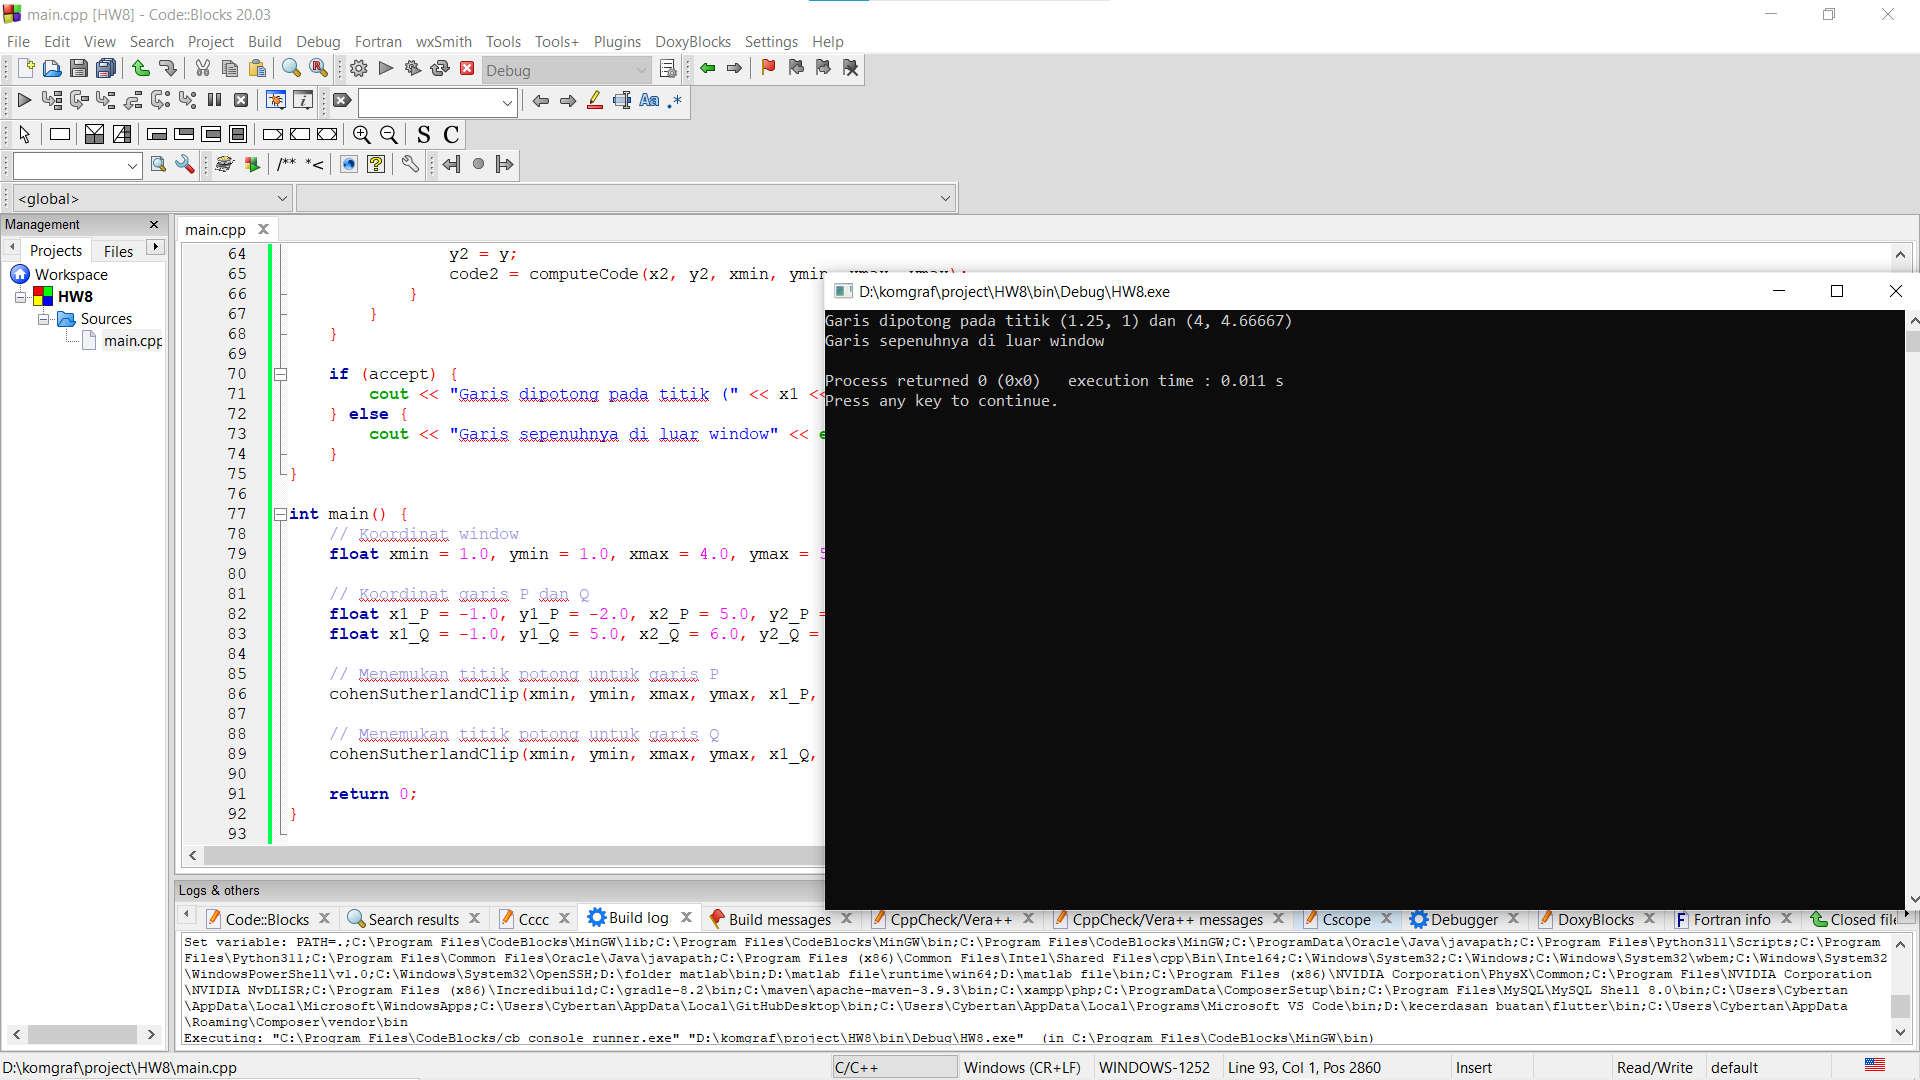 main.cpp [HW8] - Code::Blocks 20.03
File Edit View Search Project Build Debug Fortran wxSmith Tools Tools+ Plugins DoxyBlocks Settings Help
Debug
Aa .*
S C
/** *<
<global>
Management
Projects Files
Workspace
HW8
Sources
main.cpp
main.cpp
64 y2 = y;
65 code2 = computeCode(x2, y2, xmin, ymin, xmax, ymax);
66 }
67 }
68 }
69
70 if (accept) {
71 cout << "Garis dipotong pada titik (" << x1 <<
72 } else {
73 cout << "Garis sepenuhnya di luar window" << e
74 }
75 }
76
77 int main() {
78 // Koordinat window
79 float xmin = 1.0, ymin = 1.0, xmax = 4.0, ymax = 5
80
81 // Koordinat garis P dan Q
82 float x1_P = -1.0, y1_P = -2.0, x2_P = 5.0, y2_P =
83 float x1_Q = -1.0, y1_Q = 5.0, x2_Q = 6.0, y2_Q =
84
85 // Menemukan titik potong untuk garis P
86 cohenSutherlandClip(xmin, ymin, xmax, ymax, x1_P,
87
88 // Menemukan titik potong untuk garis Q
89 cohenSutherlandClip(xmin, ymin, xmax, ymax, x1_Q,
90
91 return 0;
92 }
93
D:\komgraf\project\HW8\bin\Debug\HW8.exe
Garis dipotong pada titik (1.25, 1) dan (4, 4.66667)
Garis sepenuhnya di luar window
Process returned 0 (0x0) execution time : 0.011 s
Press any key to continue.
Logs & others
Code::Blocks Search results Cccc Build log Build messages CppCheck/Vera++ CppCheck/Vera++ messages Cscope Debugger DoxyBlocks Fortran info Closed file
Set variable: PATH=.;C:\Program Files\CodeBlocks\MinGW\lib;C:\Program Files\CodeBlocks\MinGW\bin;C:\Program Files\CodeBlocks\MinGW;C:\ProgramData\Oracle\Java\javapath;C:\Program Files\Python311\Scripts;C:\Program
Files\Python311;C:\Program Files\Common Files\Oracle\Java\javapath;C:\Program Files (x86)\Common Files\Intel\Shared Files\cpp\Bin\Intel64;C:\Windows\System32;C:\Windows;C:\Windows\System32\wbem;C:\Windows\System32
\WindowsPowerShell\v1.0;C:\Windows\System32\OpenSSH;D:\folder matlab\bin;D:\matlab file\runtime\win64;D:\matlab file\bin;C:\Program Files (x86)\NVIDIA Corporation\PhysX\Common;C:\Program Files\NVIDIA Corporation
\NVIDIA NvDLISR;C:\Program Files (x86)\Incredibuild;C:\gradle-8.2\bin;C:\maven\apache-maven-3.9.3\bin;C:\xampp\php;C:\ProgramData\ComposerSetup\bin;C:\Program Files\MySQL\MySQL Shell 8.0\bin;C:\Users\Cybertan
\AppData\Local\Microsoft\WindowsApps;C:\Users\Cybertan\AppData\Local\GitHubDesktop\bin;C:\Users\Cybertan\AppData\Local\Programs\Microsoft VS Code\bin;D:\kecerdasan buatan\flutter\bin;C:\Users\Cybertan\AppData
\Roaming\Composer\vendor\bin
Executing: "C:\Program Files\CodeBlocks/cb_console_runner.exe" "D:\komgraf\project\HW8\bin\Debug\HW8.exe" (in C:\Program Files\CodeBlocks\MinGW\bin)
D:\komgraf\project\HW8\main.cpp C/C++ Windows (CR+LF) WINDOWS-1252 Line 93, Col 1, Pos 2860 Insert Read/Write default